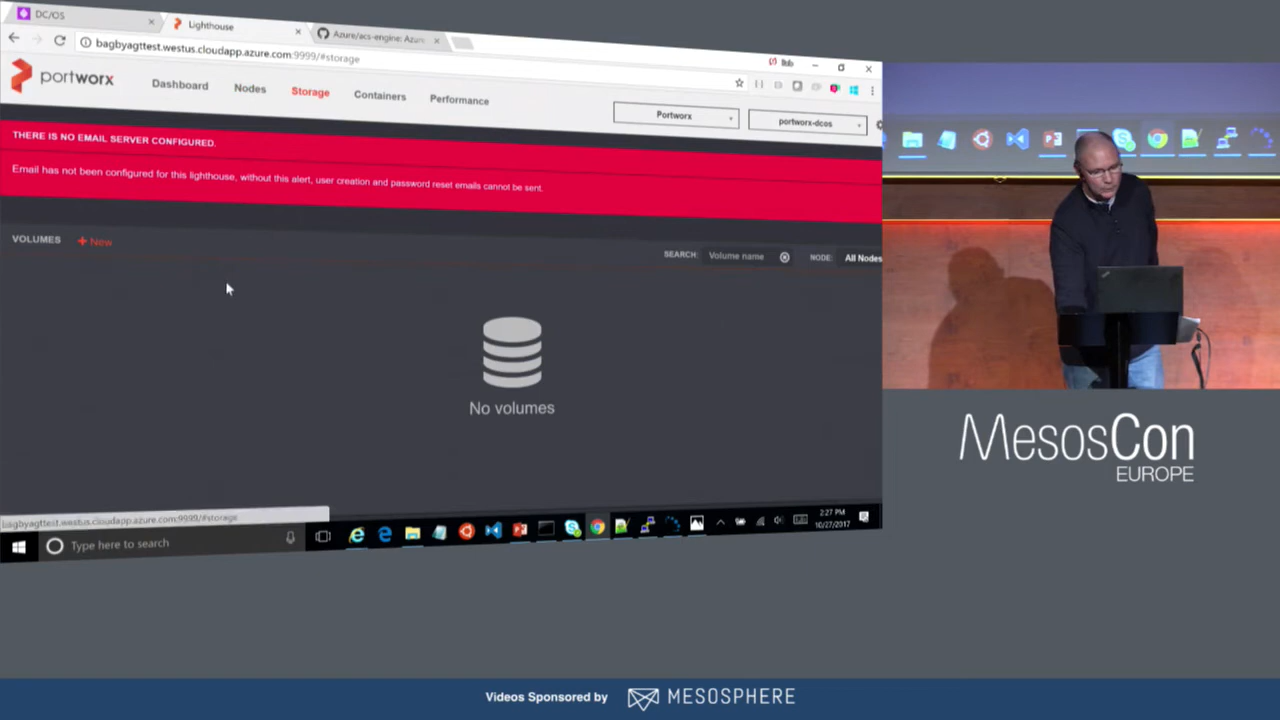 DC/OS
Lighthouse
Azure/acs-engine: Azure
bagbyagttest.westus.cloudapp.azure.com:9999/#storage
portworx
Dashboard
Nodes
Storage
Containers
Performance
Portworx
portworx-dcos
THERE IS NO EMAIL SERVER CONFIGURED.
Email has not been configured for this lighthouse, without this alert, user creation and password reset emails cannot be sent.
VOLUMES
+ New
SEARCH:
Volume name
NODE:
All Nodes
No volumes
bagbyagttest.westus.cloudapp.azure.com:9999/#storage
Type here to search
2:27 PM
10/27/2017
MesosCon
EUROPE
Videos Sponsored by
MESOSPHERE